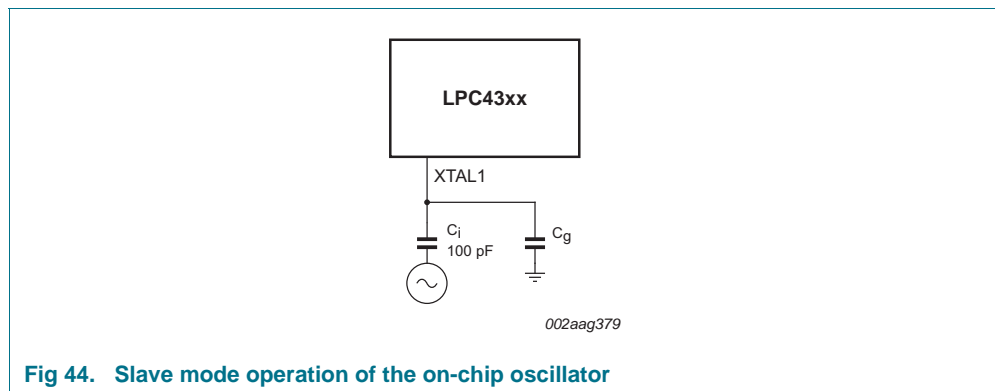 LPC43xx
XTAL1
Ci
100 pF
Cg
002aag379
Fig 44. Slave mode operation of the on-chip oscillator